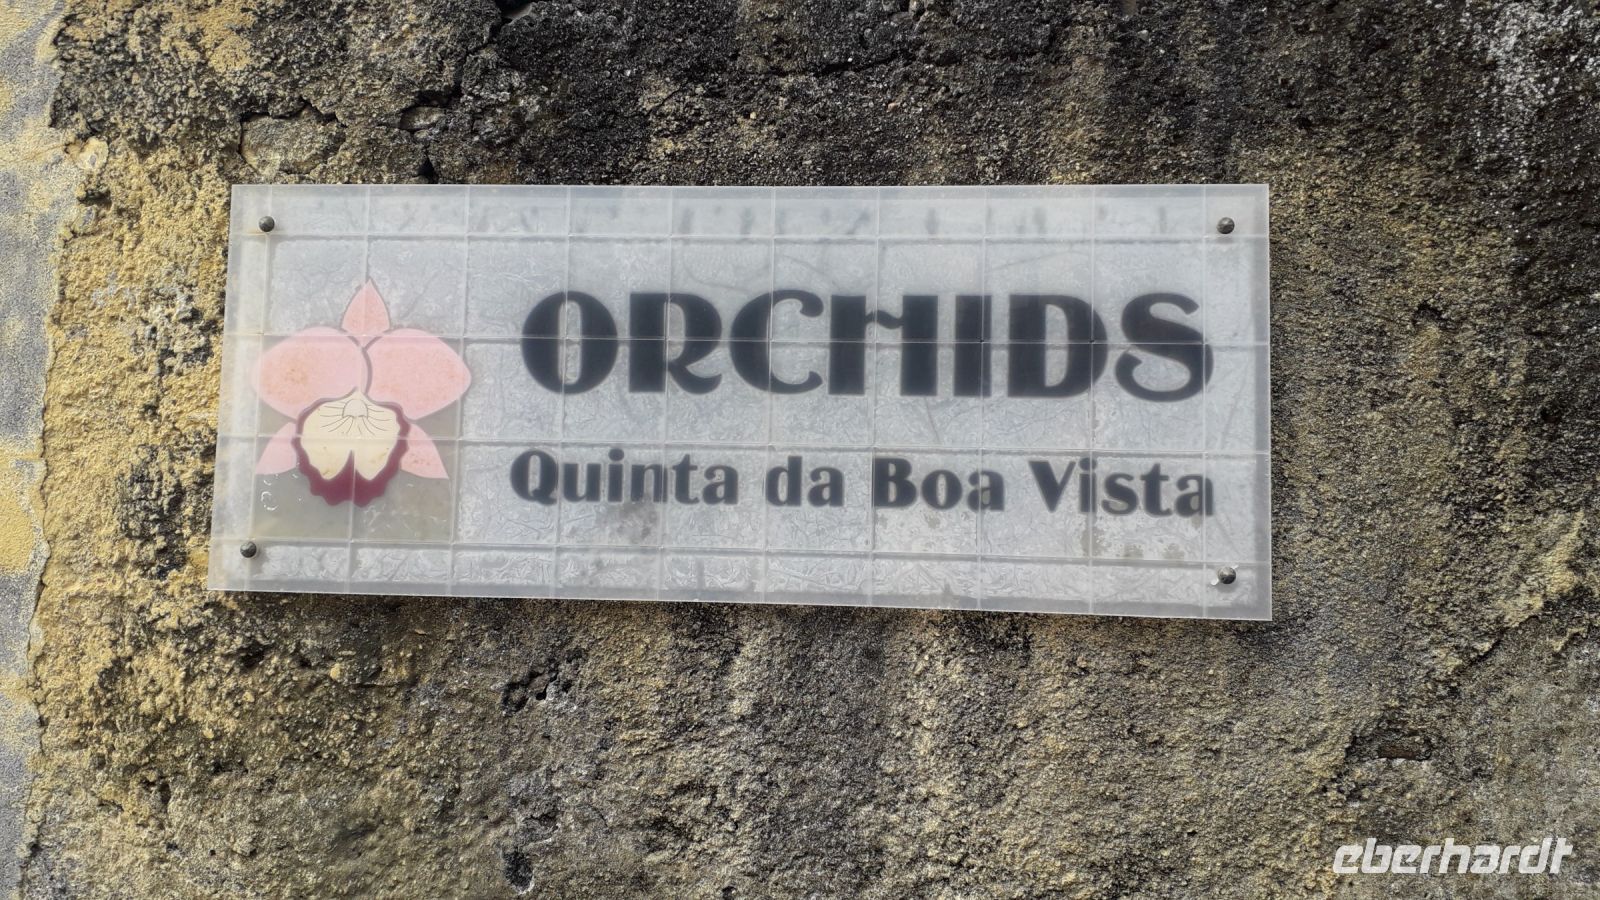 ORCHIDS
Quinta da Boa Vista
eberhardt